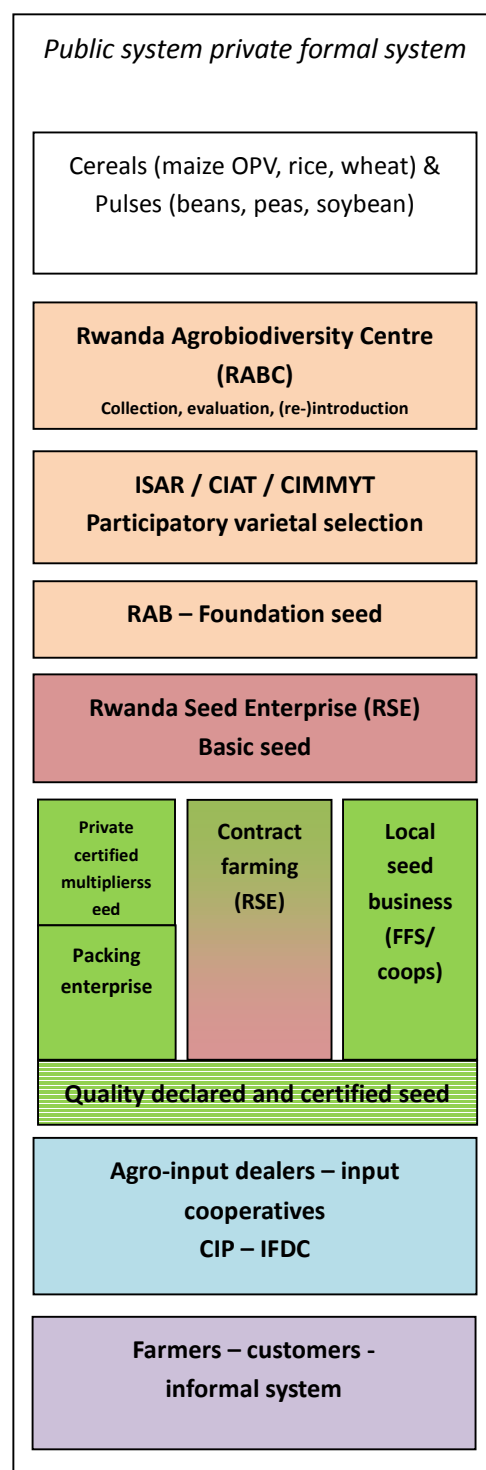 Public system private formal system
Cereals (maize OPV, rice, wheat) &
Pulses (beans, peas, soybean)
Rwanda Agrobiodiversity Centre
(RABC)
Collection, evaluation, (re-)introduction
ISAR / CIAT / CIMMYT
Participatory varietal selection
RAB – Foundation seed
Rwanda Seed Enterprise (RSE)
Basic seed
Private
certified
multiplierss
eed
Packing
enterprise
Contract
farming
(RSE)
Local
seed
business
(FFS/
coops)
Quality declared and certified seed
Agro-input dealers – input
cooperatives
CIP – IFDC
Farmers – customers -
informal system